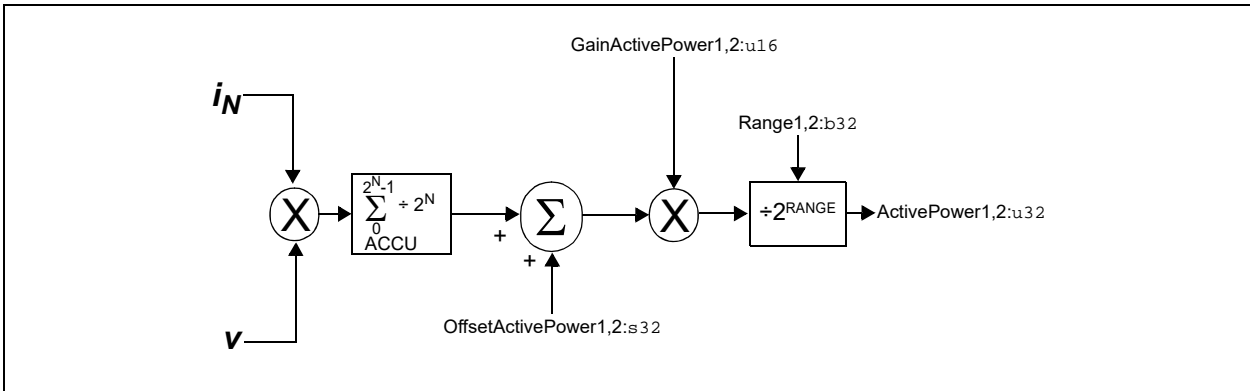 GainActivePower1,2:u16
i_N
Range1,2:b32
2^N-1
X Σ ÷ 2^N Σ X ÷2^RANGE ActivePower1,2:u32
0
ACCU
+
+
OffsetActivePower1,2:s32
v